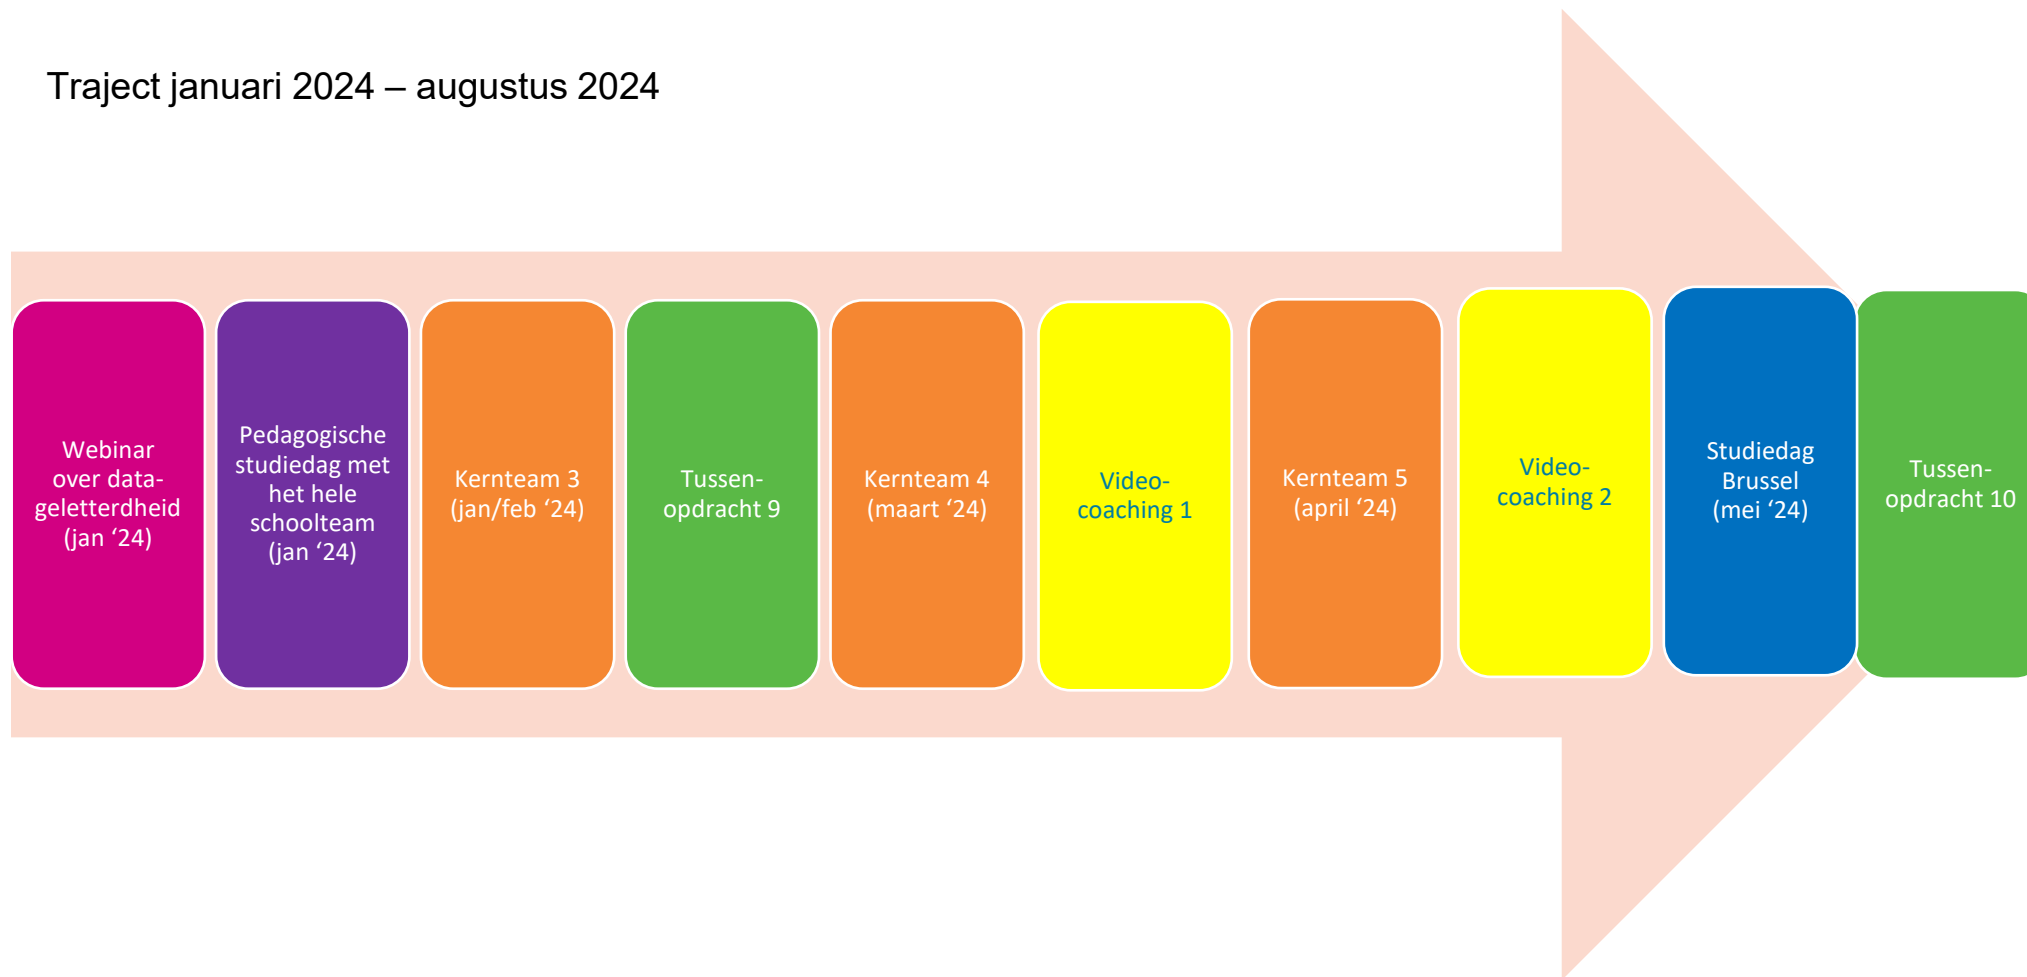 Traject januari 2024 – augustus 2024
Webinar
over data-
geletterdheid
(jan ‘24)
Pedagogische
studiedag met
het hele
schoolteam
(jan ‘24)
Kernteam 3
(jan/feb ‘24)
Tussen-
opdracht 9
Kernteam 4
(maart ‘24)
Video-
coaching 1
Kernteam 5
(april ‘24)
Video-
coaching 2
Studiedag
Brussel
(mei ‘24)
Tussen-
opdracht 10